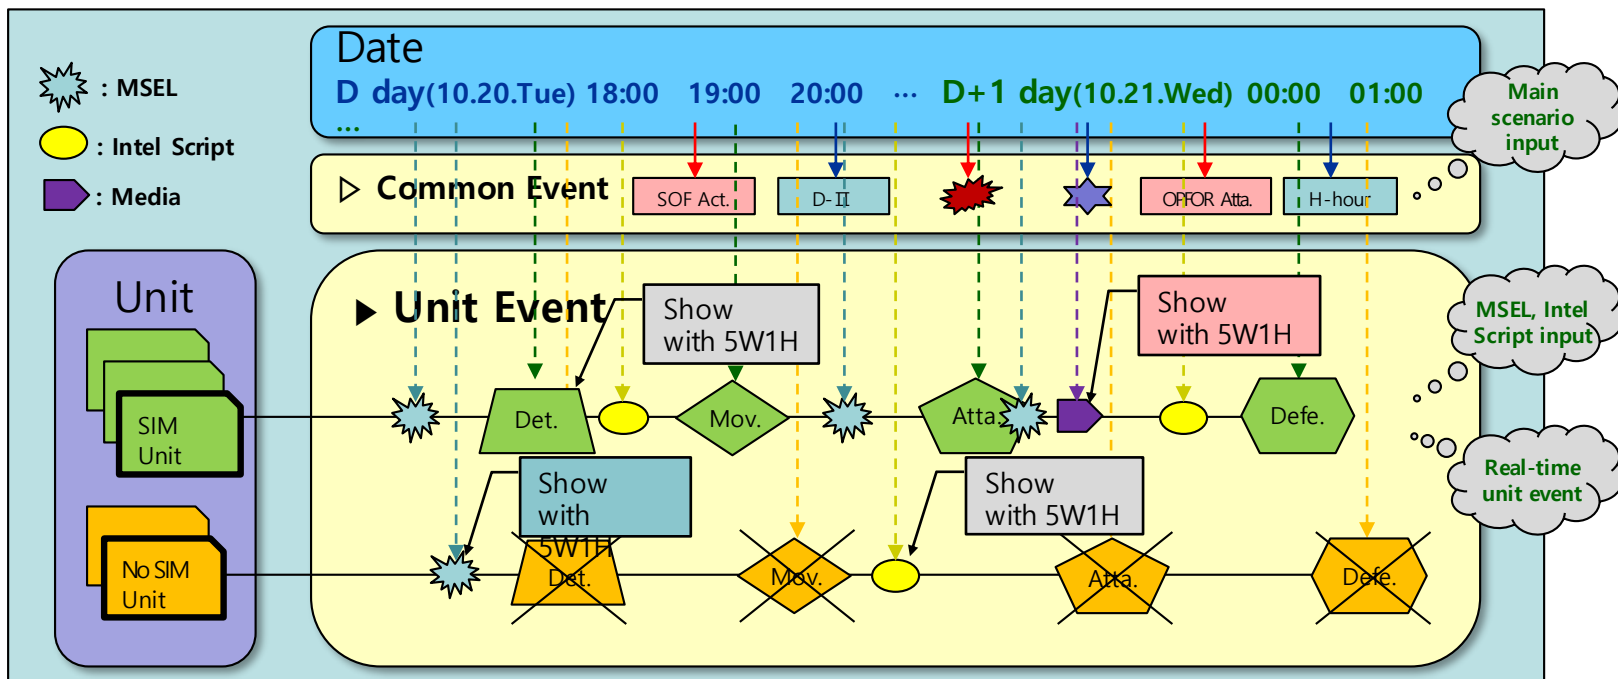 Date
D day(10.20.Tue) 18:00 19:00 20:00 ... D+1 day(10.21.Wed) 00:00 01:00
...
: MSEL
: Intel Script
: Media
▷ Common Event
SOF Act.
D-II
OPFOR Atta.
H-hour
Main
scenario
input
Unit
SIM
Unit
No SIM
Unit
▶ Unit Event
Show
with 5W1H
Show
with 5W1H
Det.
Mov.
Atta.
Defe.
Show
with
5W1H
Show
with 5W1H
Det.
Mov.
Atta.
Defe.
MSEL, Intel
Script input
Real-time
unit event